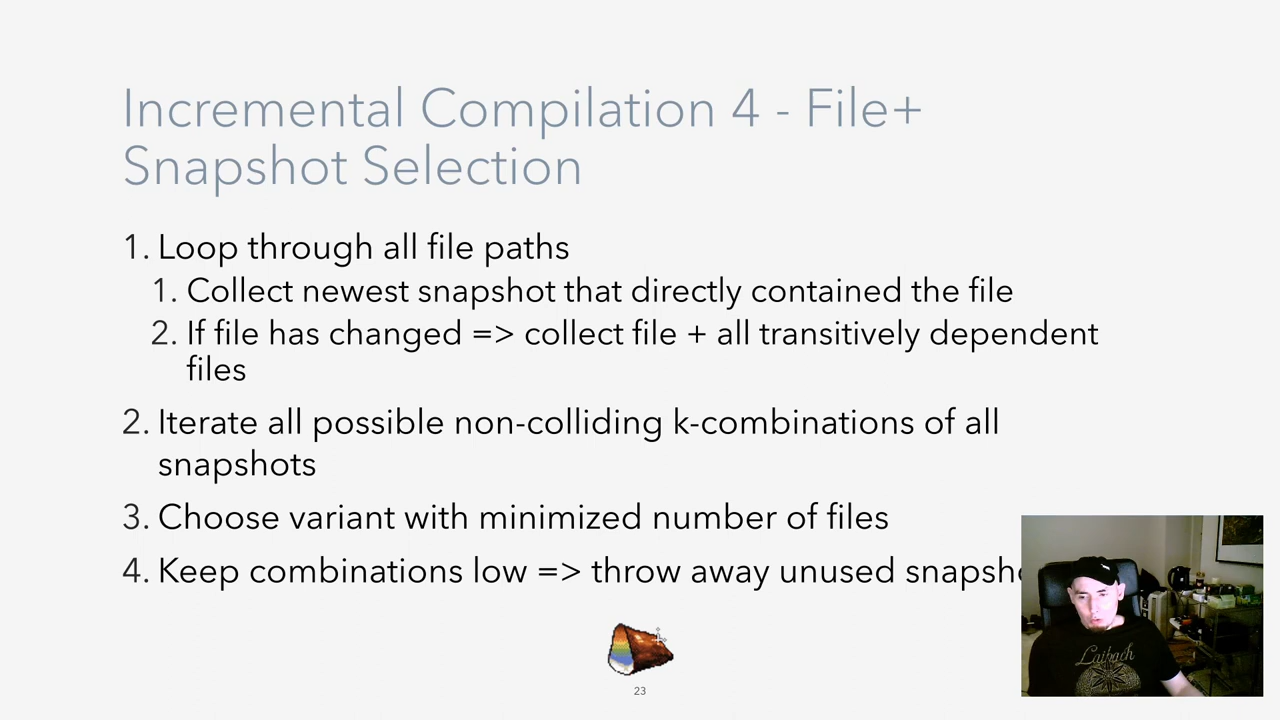 Incremental Compilation 4 - File+
Snapshot Selection
1. Loop through all file paths
1. Collect newest snapshot that directly contained the file
2. If file has changed => collect file + all transitively dependent
files
2. Iterate all possible non-colliding k-combinations of all
snapshots
3. Choose variant with minimized number of files
4. Keep combinations low => throw away unused
Laibach
23